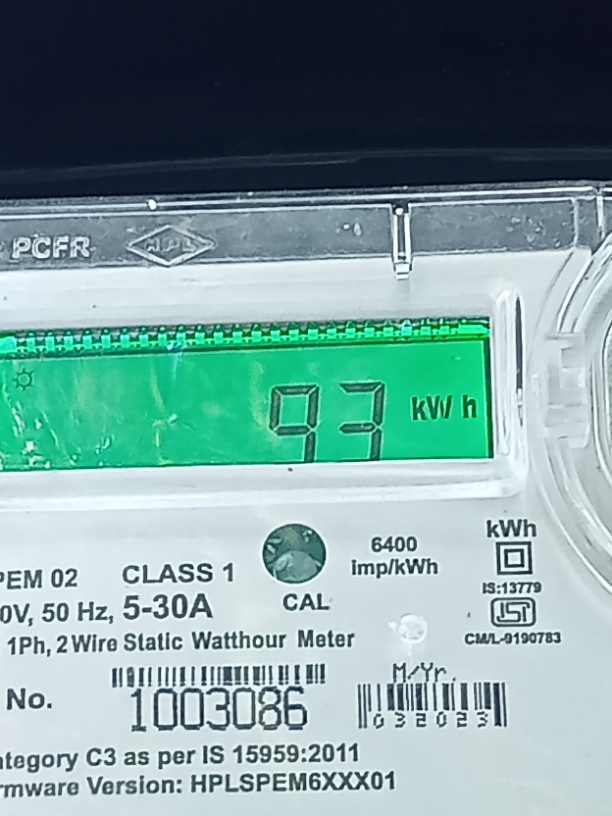 PCFR HPL
93 kWh
kWh
6400
imp/kWh
PEM 02 CLASS 1
IS:13779
0V, 50 Hz, 5-30A
CAL
1Ph, 2 Wire Static Watthour Meter
CM/L-9190783
M/Yr.
No. 1003086
032023
ategory C3 as per IS 15959:2011
rmware Version: HPLSPEM6XXX01